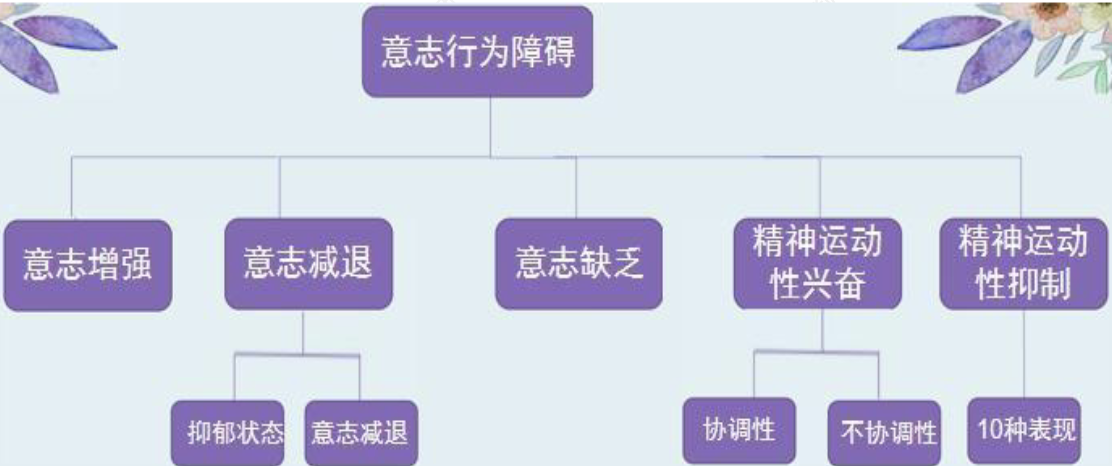 意志行为障碍
意志增强
意志减退
意志缺乏
精神运动
性兴奋
精神运动
性抑制
抑郁状态
意志减退
协调性
不协调性
10种表现